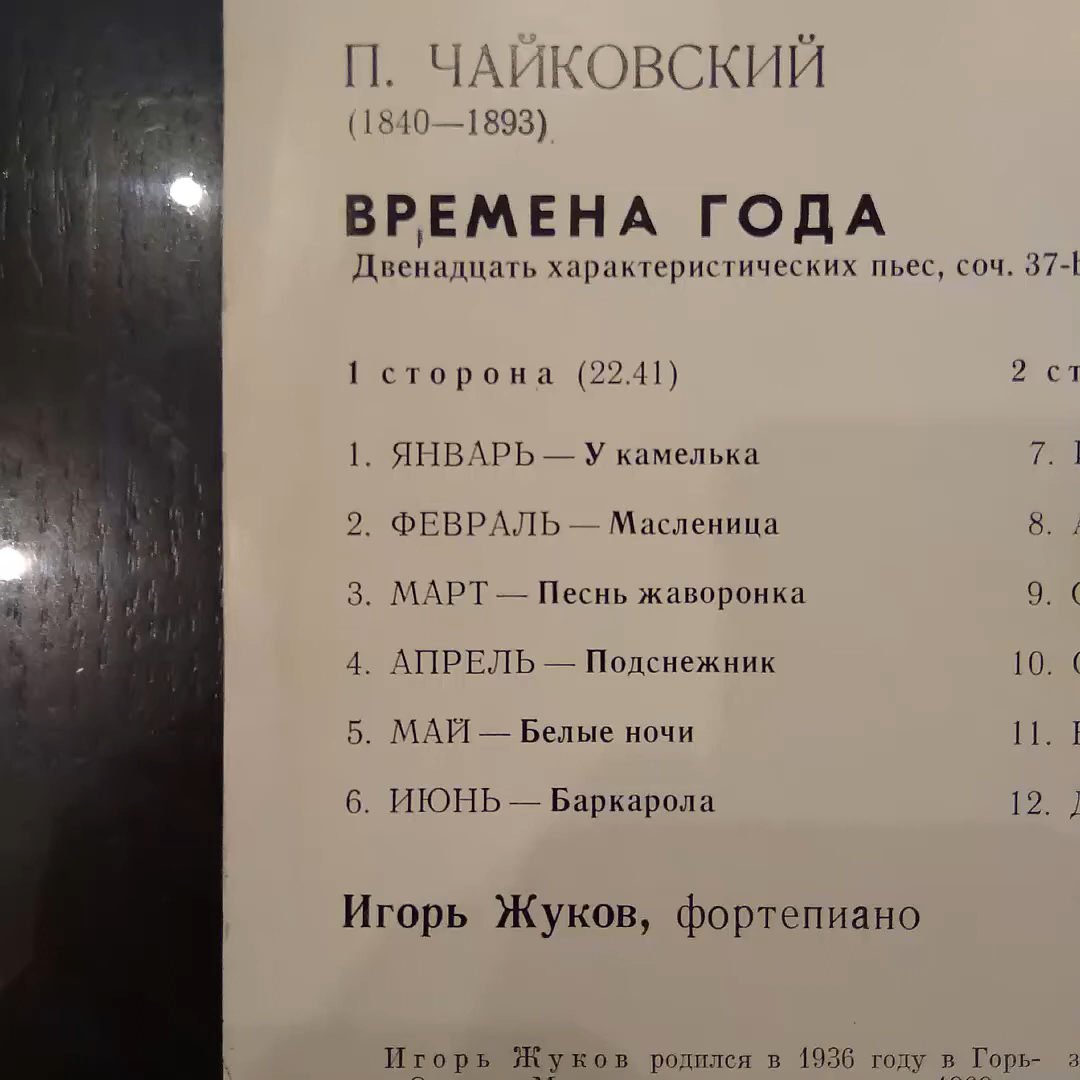 П. ЧАЙКОВСКИЙ
(1840—1893)
ВРЕМЕНА ГОДА
Двенадцать характеристических пьес, соч. 37-b
1 сторона (22.41)
1. ЯНВАРЬ — У камелька
2. ФЕВРАЛЬ — Масленица
3. МАРТ — Песнь жаворонка
4. АПРЕЛЬ — Подснежник
5. МАЙ — Белые ночи
6. ИЮНЬ — Баркарола
2
7.
8.
9.
10.
11.
12.
Игорь Жуков, фортепиано
Игорь Жуков родился в 1936 году в Горь-